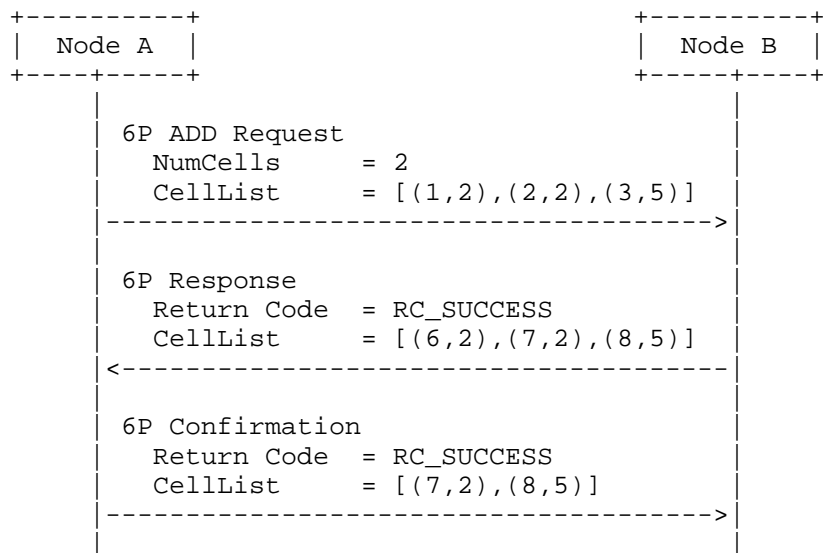 Node A Node B
6P ADD Request
NumCells = 2
CellList = [(1,2),(2,2),(3,5)]
6P Response
Return Code = RC_SUCCESS
CellList = [(6,2),(7,2),(8,5)]
6P Confirmation
Return Code = RC_SUCCESS
CellList = [(7,2),(8,5)]